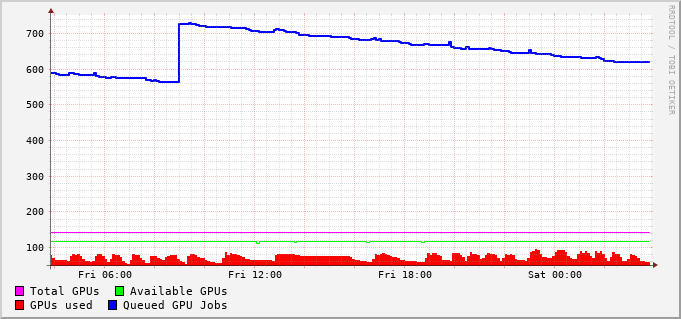 RRDTOOL / TOBI OETIKER
700
600
500
400
300
200
100
Fri 06:00 Fri 12:00 Fri 18:00 Sat 00:00
Total GPUs Available GPUs
GPUs used Queued GPU Jobs